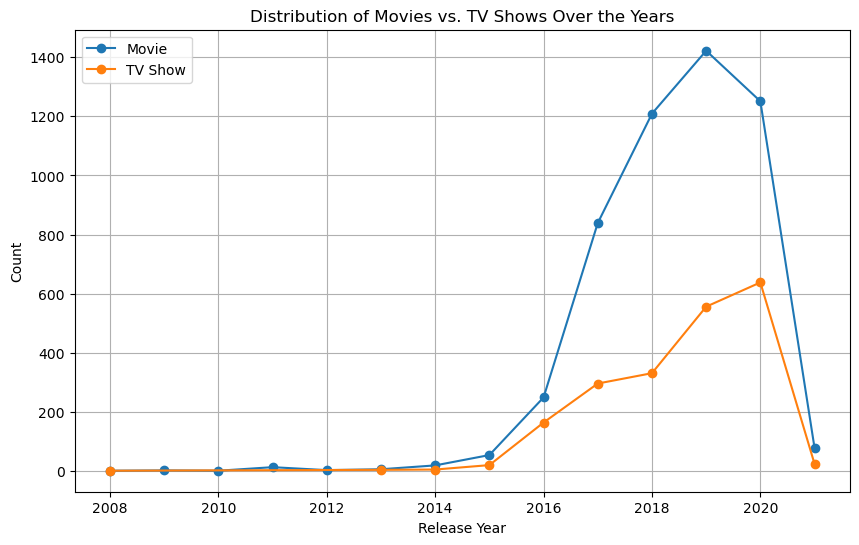 Distribution of Movies vs. TV Shows Over the Years
Movie
TV Show
1400
1200
1000
800
600
400
200
0
Count
2008 2010 2012 2014 2016 2018 2020
Release Year